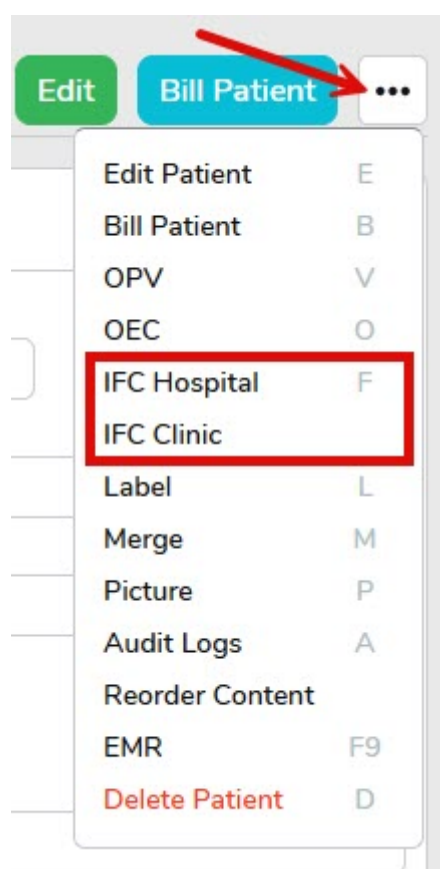 Edit Bill Patient •••
Edit Patient E
Bill Patient B
OPV V
OEC O
IFC Hospital F
IFC Clinic
Label L
Merge M
Picture P
Audit Logs A
Reorder Content
EMR F9
Delete Patient D